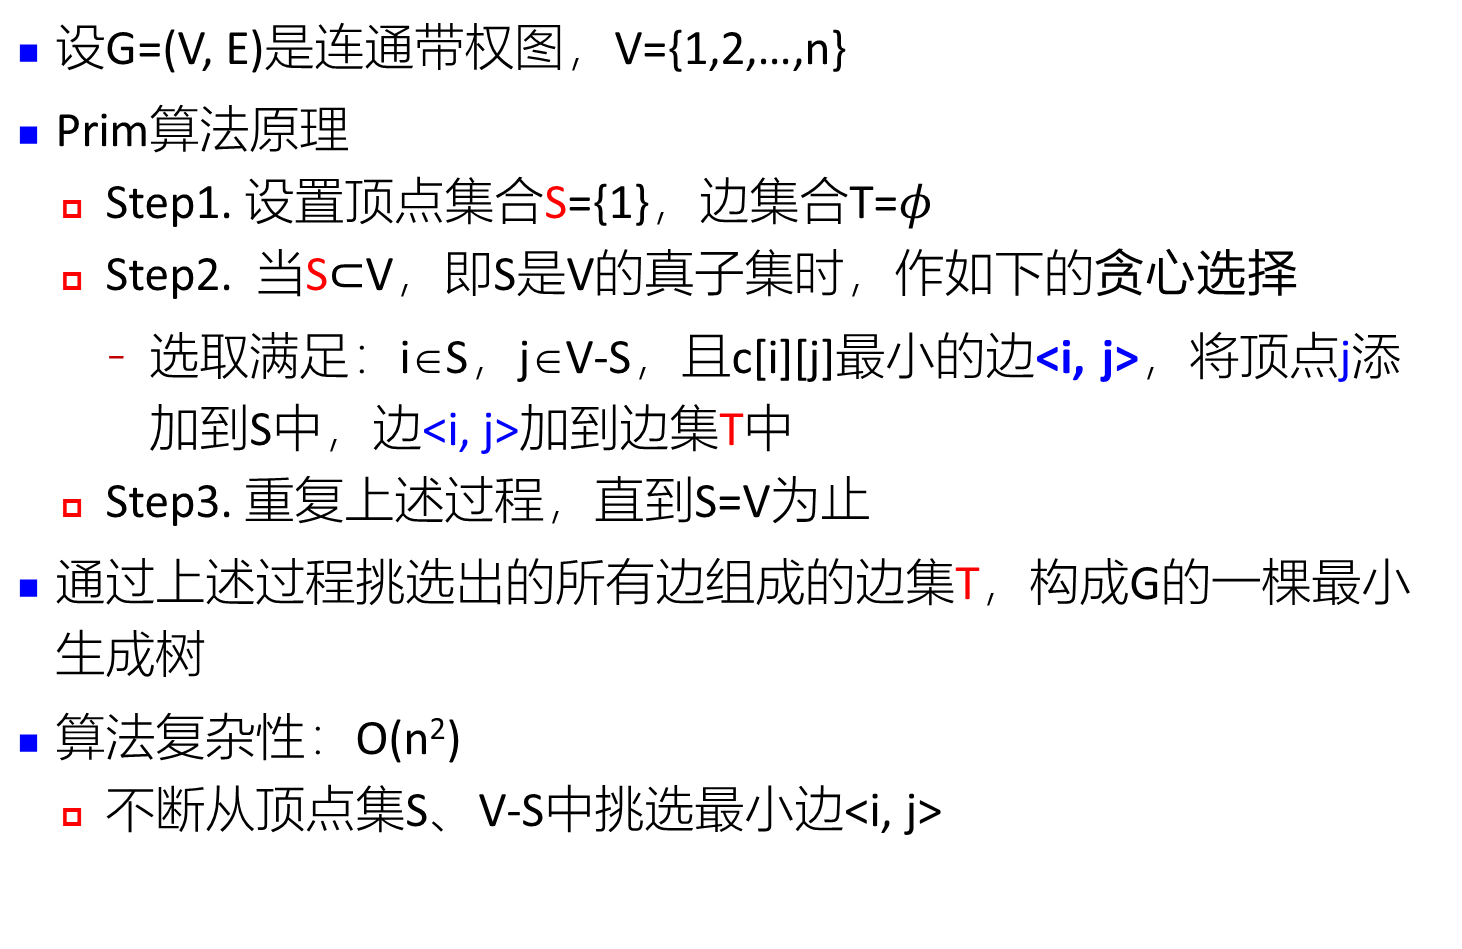 设G=(V, E)是连通带权图，V={1,2,...,n}
Prim算法原理
Step1. 设置顶点集合S={1}，边集合T=ϕ
Step2. 当S⊂V，即S是V的真子集时，作如下的贪心选择
- 选取满足：i∈S，j∈V-S，且c[i][j]最小的边<i, j>，将顶点j添
加到S中，边<i, j>加到边集T中
Step3. 重复上述过程，直到S=V为止
通过上述过程挑选出的所有边组成的边集T，构成G的一棵最小
生成树
算法复杂性：O(n²)
不断从顶点集S、V-S中挑选最小边<i, j>